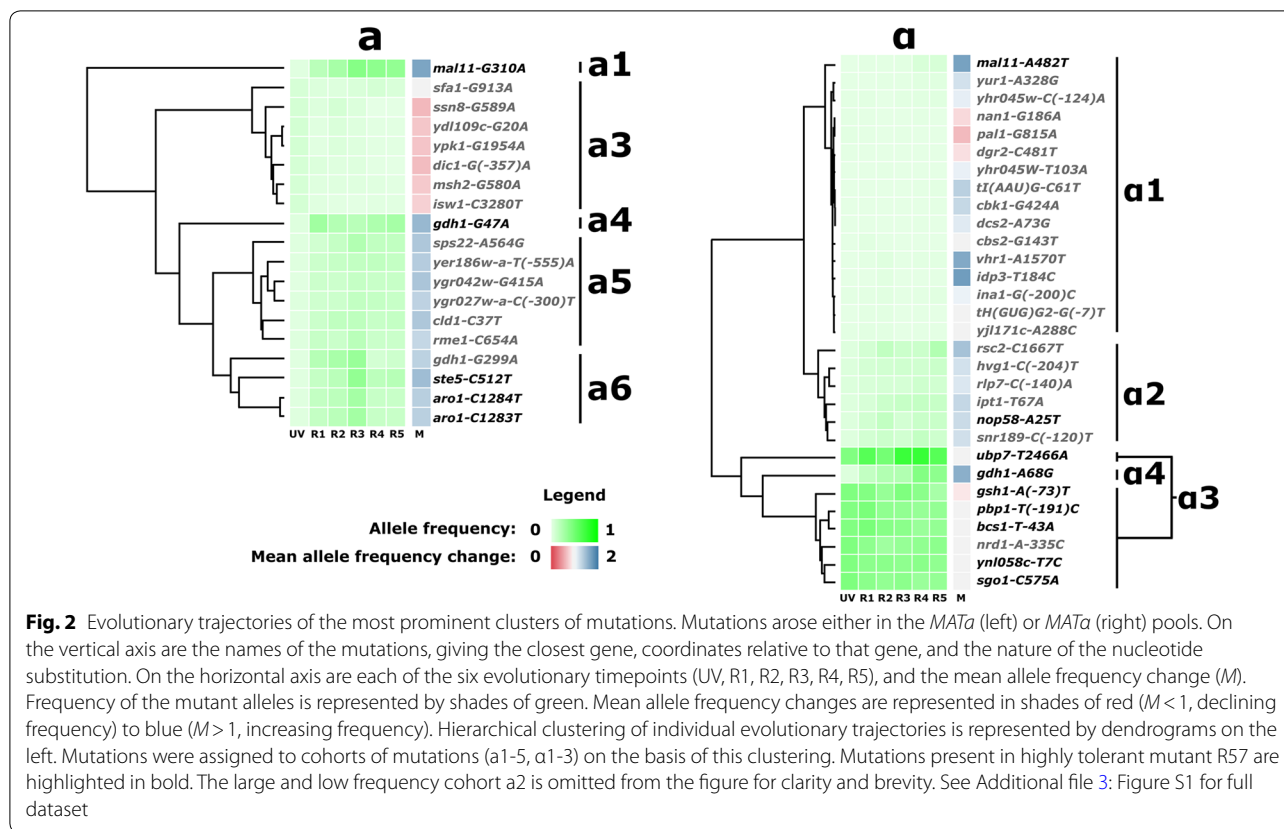 a
mal11-G310A
a1
sfa1-G913A
ssn8-G589A
ydl109c-G20A
ypk1-G1954A
dic1-G(-357)A
msh2-G580A
isw1-C3280T
a3
gdh1-G47A
a4
sps22-A564G
yer186w-a-T(-555)A
ygr042w-G415A
ygr027w-a-C(-300)T
cld1-C37T
rme1-C654A
a5
gdh1-G299A
ste5-C512T
aro1-C1284T
aro1-C1283T
a6
UV R1 R2 R3 R4 R5 M
Legend
Allele frequency: 0 1
Mean allele frequency change: 0 2
α
mal11-A482T
yur1-A328G
yhr045w-C(-124)A
nan1-G186A
pal1-G815A
dgr2-C481T
yhr045W-T103A
tI(AAU)G-C61T
cbk1-G424A
dcs2-A73G
cbs2-G143T
vhr1-A1570T
idp3-T184C
ina1-G(-200)C
tH(GUG)G2-G(-7)T
yjl171c-A288C
α1
rsc2-C1667T
hvg1-C(-204)T
rlp7-C(-140)A
ipt1-T67A
nop58-A25T
snr189-C(-120)T
α2
ubp7-T2466A
gdh1-A68G
α4
gsh1-A(-73)T
pbp1-T(-191)C
bcs1-T-43A
nrd1-A-335C
ynl058c-T7C
sgo1-C575A
α3
UV R1 R2 R3 R4 R5 M
Fig. 2 Evolutionary trajectories of the most prominent clusters of mutations. Mutations arose either in the MATa (left) or MATα (right) pools. On
the vertical axis are the names of the mutations, giving the closest gene, coordinates relative to that gene, and the nature of the nucleotide
substitution. On the horizontal axis are each of the six evolutionary timepoints (UV, R1, R2, R3, R4, R5), and the mean allele frequency change (M).
Frequency of the mutant alleles is represented by shades of green. Mean allele frequency changes are represented in shades of red (M < 1, declining
frequency) to blue (M > 1, increasing frequency). Hierarchical clustering of individual evolutionary trajectories is represented by dendrograms on the
left. Mutations were assigned to cohorts of mutations (a1-5, α1-3) on the basis of this clustering. Mutations present in highly tolerant mutant R57 are
highlighted in bold. The large and low frequency cohort a2 is omitted from the figure for clarity and brevity. See Additional file 3: Figure S1 for full
dataset